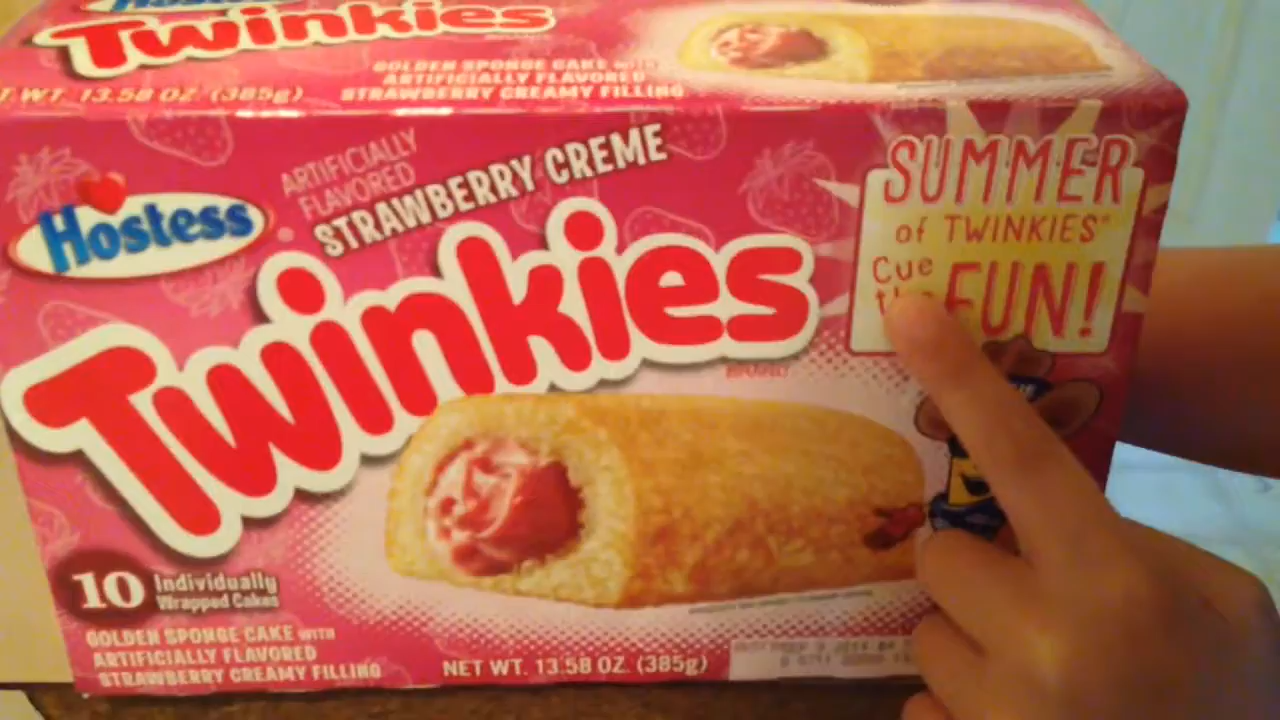 Hostess
Twinkies
GOLDEN SPONGE CAKE WITH
ARTIFICIALLY FLAVORED
STRAWBERRY CREAMY FILLING
T WT. 13.58 OZ. (385g)
Hostess
ARTIFICIALLY
FLAVORED
STRAWBERRY CREME
Twinkies
BRAND
SUMMER
of TWINKIES
Cue
FUN!
10 Individually
Wrapped Cakes
GOLDEN SPONGE CAKE WITH
ARTIFICIALLY FLAVORED
STRAWBERRY CREAMY FILLING
NET WT. 13.58 OZ. (385g)